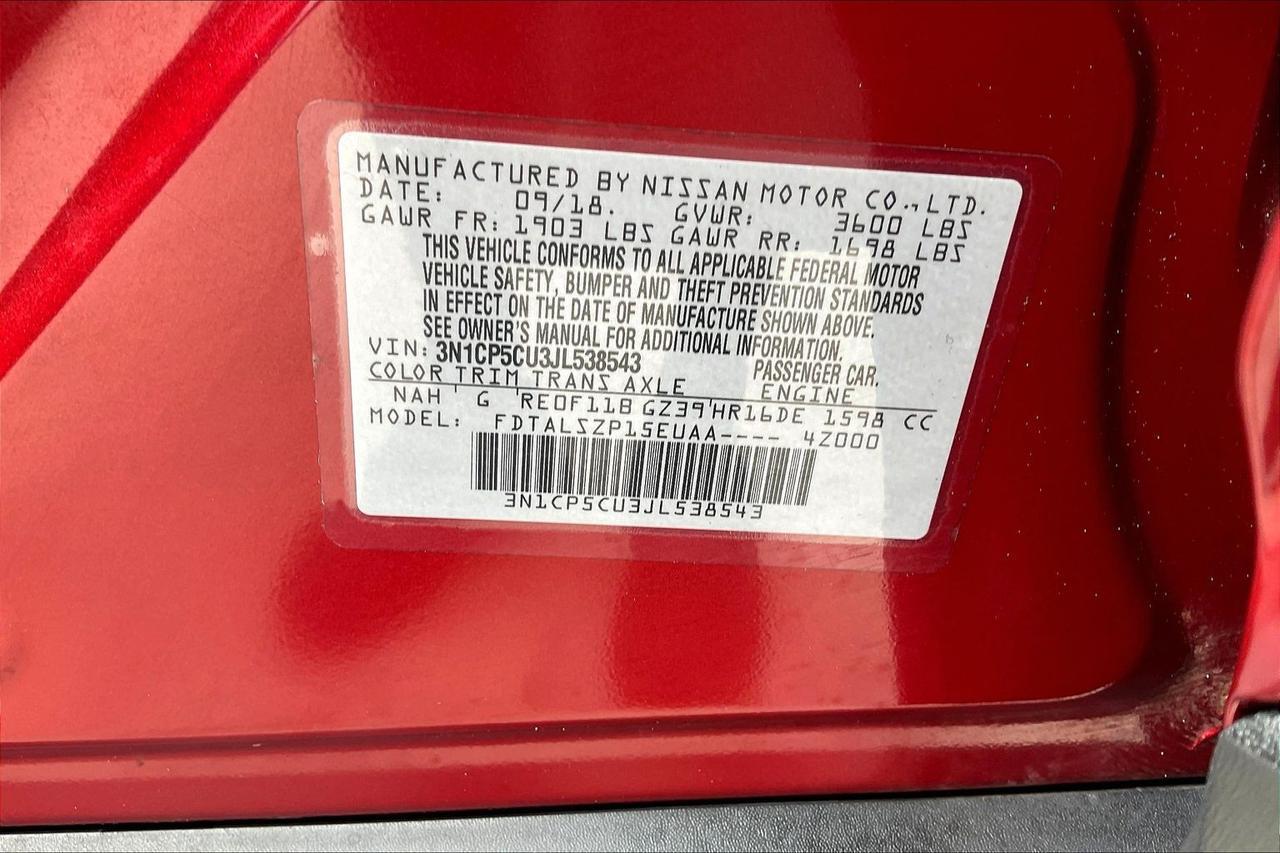 MANUFACTURED BY NISSAN MOTOR CO.,LTD.
DATE: 09/18. GVWR: 3600 LBS
GAWR FR: 1903 LBS GAWR RR: 1698 LBS
THIS VEHICLE CONFORMS TO ALL APPLICABLE FEDERAL MOTOR
VEHICLE SAFETY, BUMPER AND THEFT PREVENTION STANDARDS
IN EFFECT ON THE DATE OF MANUFACTURE SHOWN ABOVE.
SEE OWNER'S MANUAL FOR ADDITIONAL INFORMATION.
VIN: 3N1CP5CU3JL538543 PASSENGER CAR.
COLOR TRIM TRANS AXLE ENGINE
NAH ' G 'RE0F11B GZ39'HR16DE 1598 CC
MODEL: FDTALSZP15EUAA---- 4Z000
3N1CP5CU3JL538543